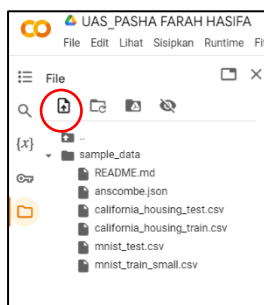 UAS_PASHA FARAH HASIFA
File Edit Lihat Sisipkan Runtime
File
{x}
..
sample_data
README.md
anscombe.json
california_housing_test.csv
california_housing_train.csv
mnist_test.csv
mnist_train_small.csv